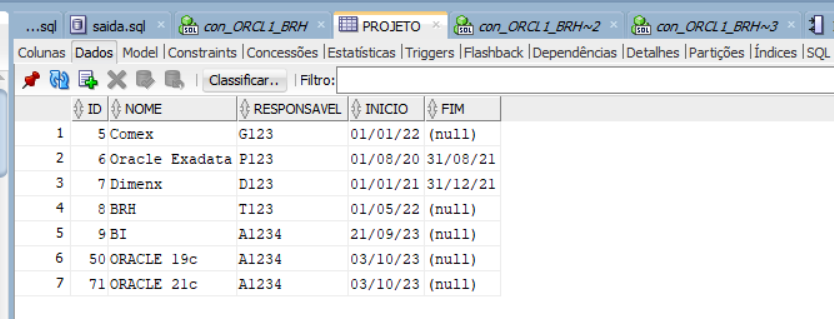 ...sql saida.sql × con_ORCL1_BRH × PROJETO × con_ORCL1_BRH~2 × con_ORCL1_BRH~3 ×
Colunas Dados Model Constraints Concessões Estatísticas Triggers Flashback Dependências Detalhes Partições Índices SQL
Classificar.. Filtro:
ID NOME RESPONSAVEL INICIO FIM
1 5 Comex G123 01/01/22 (null)
2 6 Oracle Exadata P123 01/08/20 31/08/21
3 7 Dimenx D123 01/01/21 31/12/21
4 8 BRH T123 01/05/22 (null)
5 9 BI A1234 21/09/23 (null)
6 50 ORACLE 19c A1234 03/10/23 (null)
7 71 ORACLE 21c A1234 03/10/23 (null)